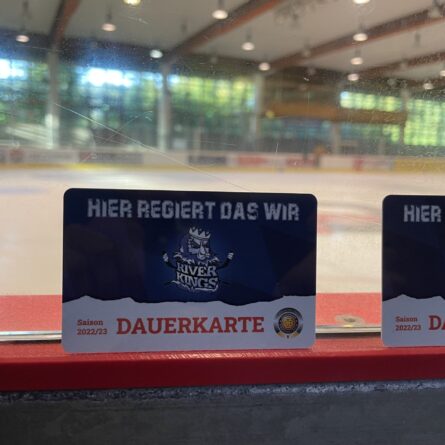 HIER REGIERT DAS WIR
RIVER
KINGS
Saison
2022/23
DAUERKARTE
HIER
Saison
2022/23